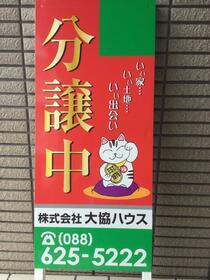 分譲中
いい家…
いい土地…
いい出会い
株式会社 大協ハウス
☎(088)
625-5222